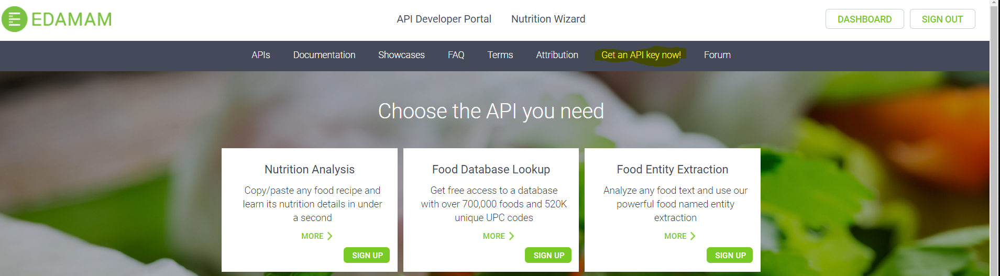 EDAMAM
API Developer Portal Nutrition Wizard
DASHBOARD SIGN OUT
APIs Documentation Showcases FAQ Terms Attribution Get an API key now! Forum
Choose the API you need
Nutrition Analysis
Copy/paste any food recipe and
learn its nutrition details in under
a second
MORE
SIGN UP
Food Database Lookup
Get free access to a database
with over 700,000 foods and 520K
unique UPC codes
MORE
SIGN UP
Food Entity Extraction
Analyze any food text and use our
powerful food named entity
extraction
MORE
SIGN UP